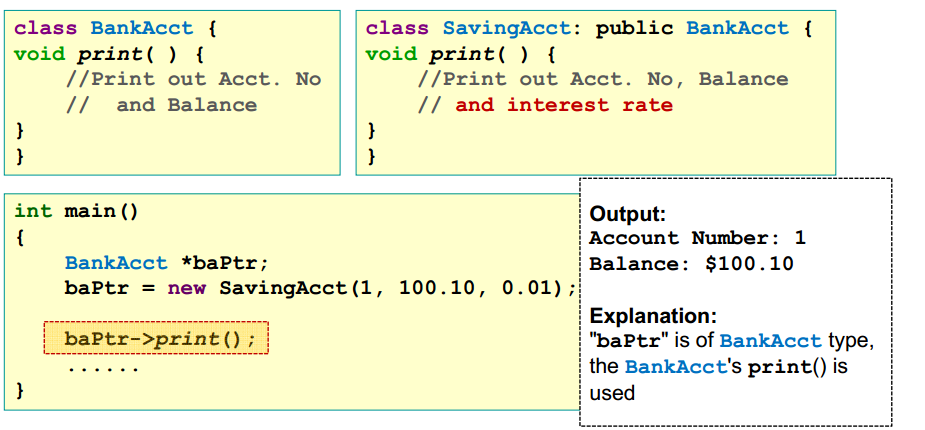 class BankAcct {
void print( ) {
//Print out Acct. No
// and Balance
}
}
class SavingAcct: public BankAcct {
void print( ) {
//Print out Acct. No, Balance
// and interest rate
}
}
int main()
{
BankAcct *baPtr;
baPtr = new SavingAcct(1, 100.10, 0.01);
baPtr->print();
......
}
Output:
Account Number: 1
Balance: $100.10
Explanation:
"baPtr" is of BankAcct type,
the BankAcct's print() is
used